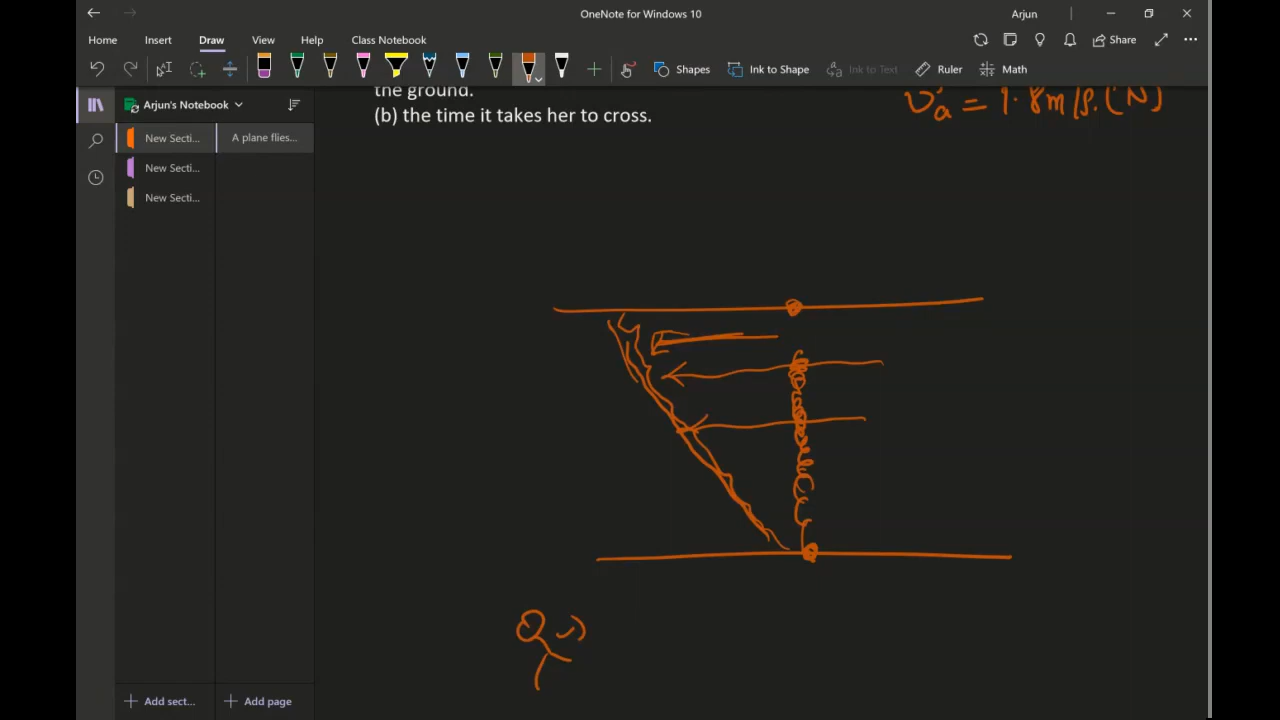 OneNote for Windows 10
Arjun
Home Insert Draw View Help Class Notebook
Share
Shapes Ink to Shape Ink to Text Ruler Math
Arjun's Notebook
New Secti...
A plane flies...
New Secti...
New Secti...
the ground.
(b) the time it takes her to cross.
= 1.8m/s. (N)
Add sect...
Add page